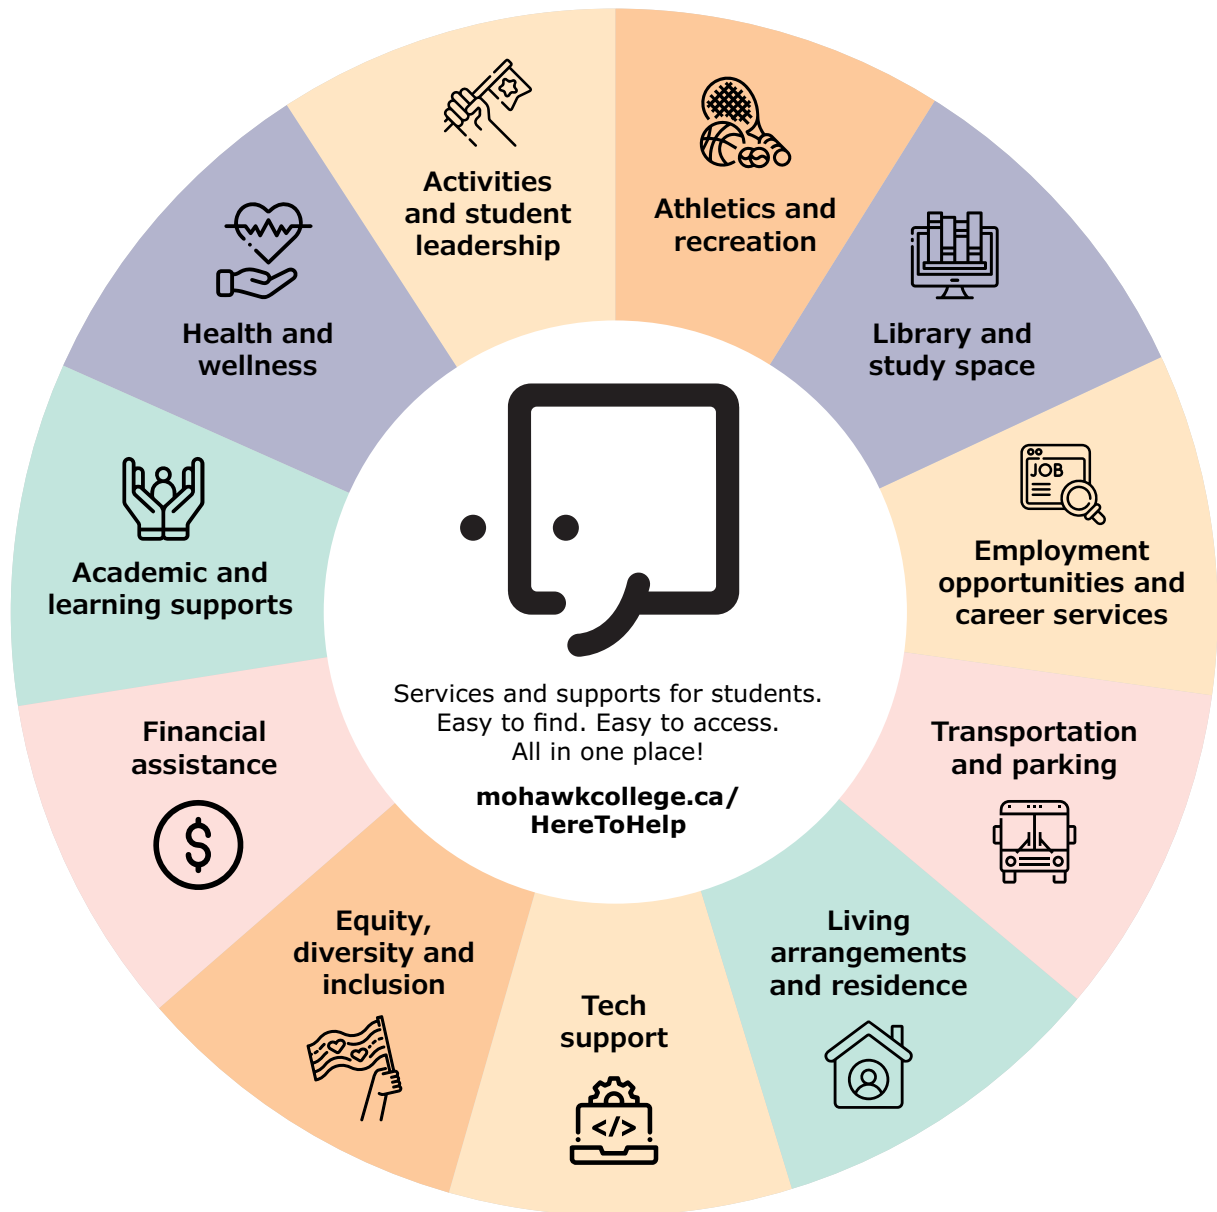 Activities
and student
leadership
Athletics and
recreation
Library and
study space
JOB
Employment
opportunities and
career services
Transportation
and parking
Living
arrangements
and residence
Tech
support
</>
Equity,
diversity and
inclusion
Financial
assistance
$
Academic and
learning supports
Health and
wellness
Services and supports for students.
Easy to find. Easy to access.
All in one place!
mohawkcollege.ca/
HereToHelp